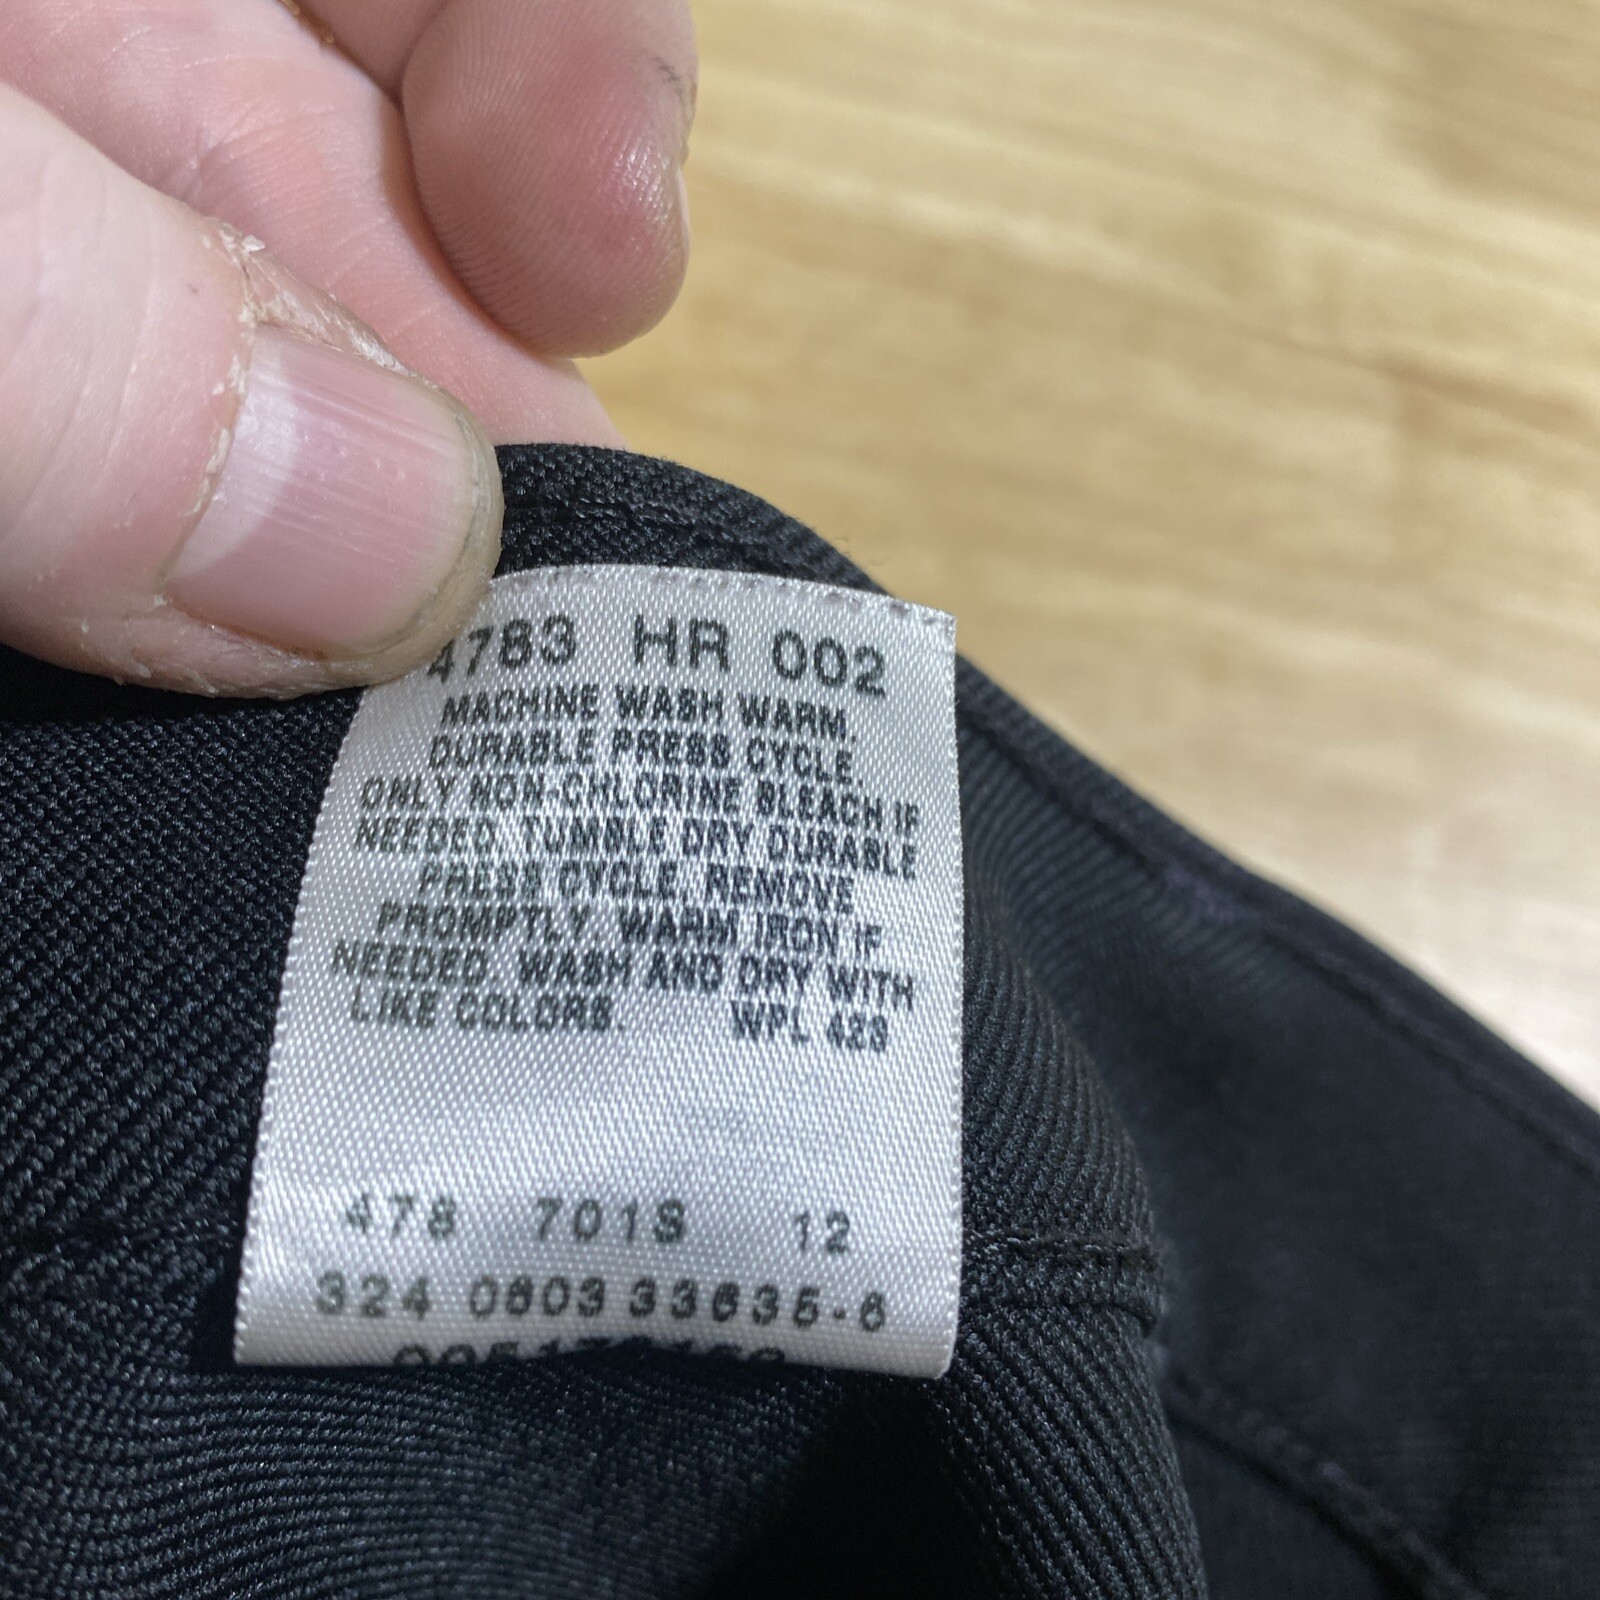 4783 HR 002
MACHINE WASH WARM
DURABLE PRESS CYCLE.
ONLY NON-CHLORINE BLEACH IF
NEEDED. TUMBLE DRY DURABLE
PRESS CYCLE. REMOVE
PROMPTLY. WARM IRON IF
NEEDED. WASH AND DRY WITH
LIKE COLORS. WPL 423
478 701S 12
324 0803 33635-6